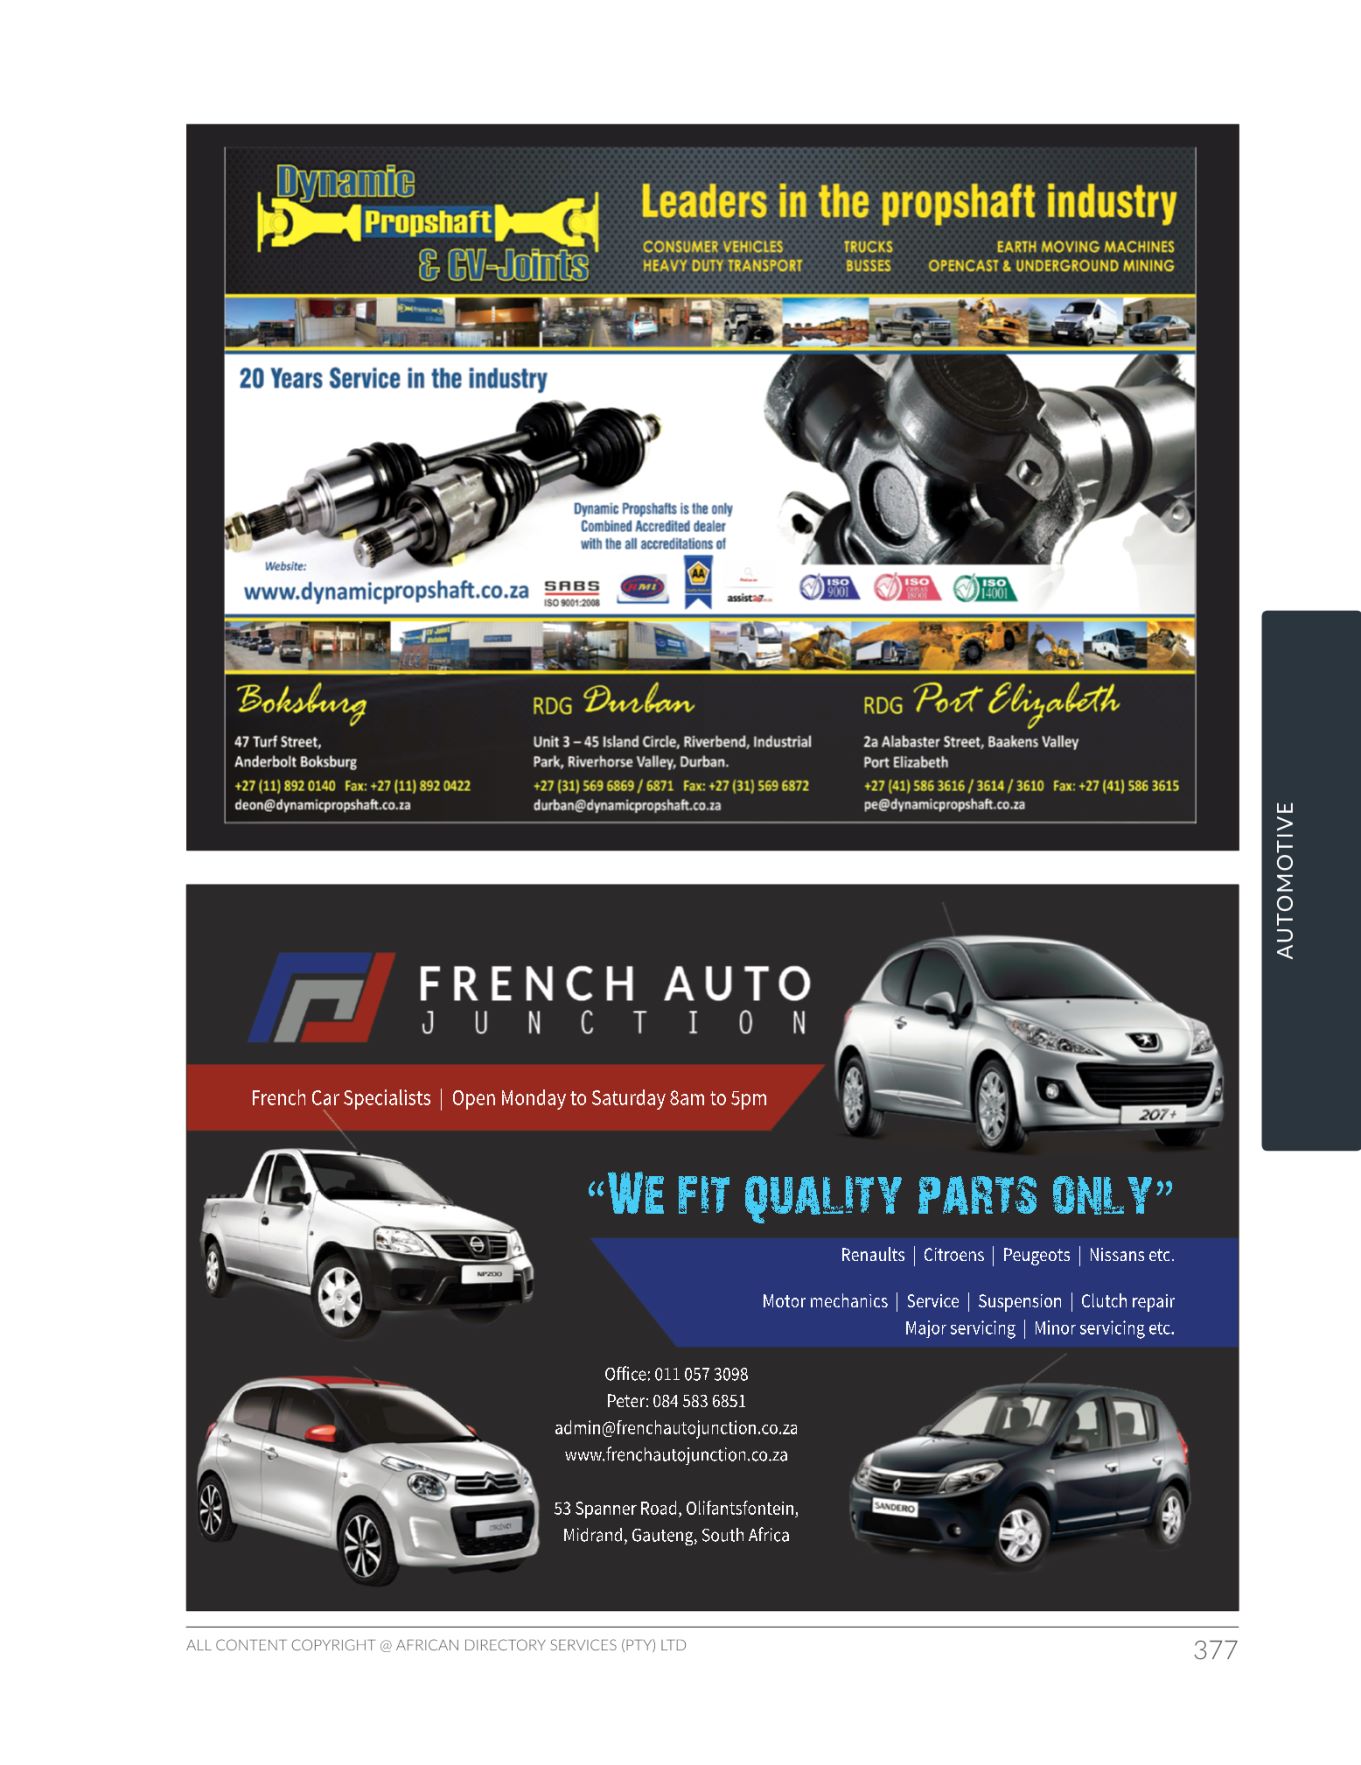 Dynamic
Propshaft
& CV-Joints
Leaders in the propshaft industry
CONSUMER VEHICLES TRUCKS EARTH MOVING MACHINES
HEAVY DUTY TRANSPORT BUSSES OPENCAST & UNDERGROUND MINING
20 Years Service in the industry
Dynamic Propshafts is the only
Combined Accredited dealer
with the all accreditations of
Website:
www.dynamicpropshaft.co.za
SABS
ISO 9001:2008
RMI
AA
assist247
ISO
9001
ISO
18001
ISO
14001
Boksburg
47 Turf Street,
Anderbolt Boksburg
+27 (11) 892 0140 Fax: +27 (11) 892 0422
deon@dynamicpropshaft.co.za
RDG Durban
Unit 3 – 45 Island Circle, Riverbend, Industrial
Park, Riverhorse Valley, Durban.
+27 (31) 569 6869 / 6871 Fax: +27 (31) 569 6872
durban@dynamicpropshaft.co.za
RDG Port Elizabeth
2a Alabaster Street, Baakens Valley
Port Elizabeth
+27 (41) 586 3616 / 3614 / 3610 Fax: +27 (41) 586 3615
pe@dynamicpropshaft.co.za
AUTOMOTIVE
FRENCH AUTO
JUNCTION
French Car Specialists | Open Monday to Saturday 8am to 5pm
207+
“WE FIT QUALITY PARTS ONLY”
NP200
Renaults | Citroens | Peugeots | Nissans etc.
Motor mechanics | Service | Suspension | Clutch repair
Major servicing | Minor servicing etc.
Office: 011 057 3098
Peter: 084 583 6851
admin@frenchautojunction.co.za
www.frenchautojunction.co.za
53 Spanner Road, Olifantsfontein,
Midrand, Gauteng, South Africa
SANDERO
ALL CONTENT COPYRIGHT @ AFRICAN DIRECTORY SERVICES (PTY) LTD
377